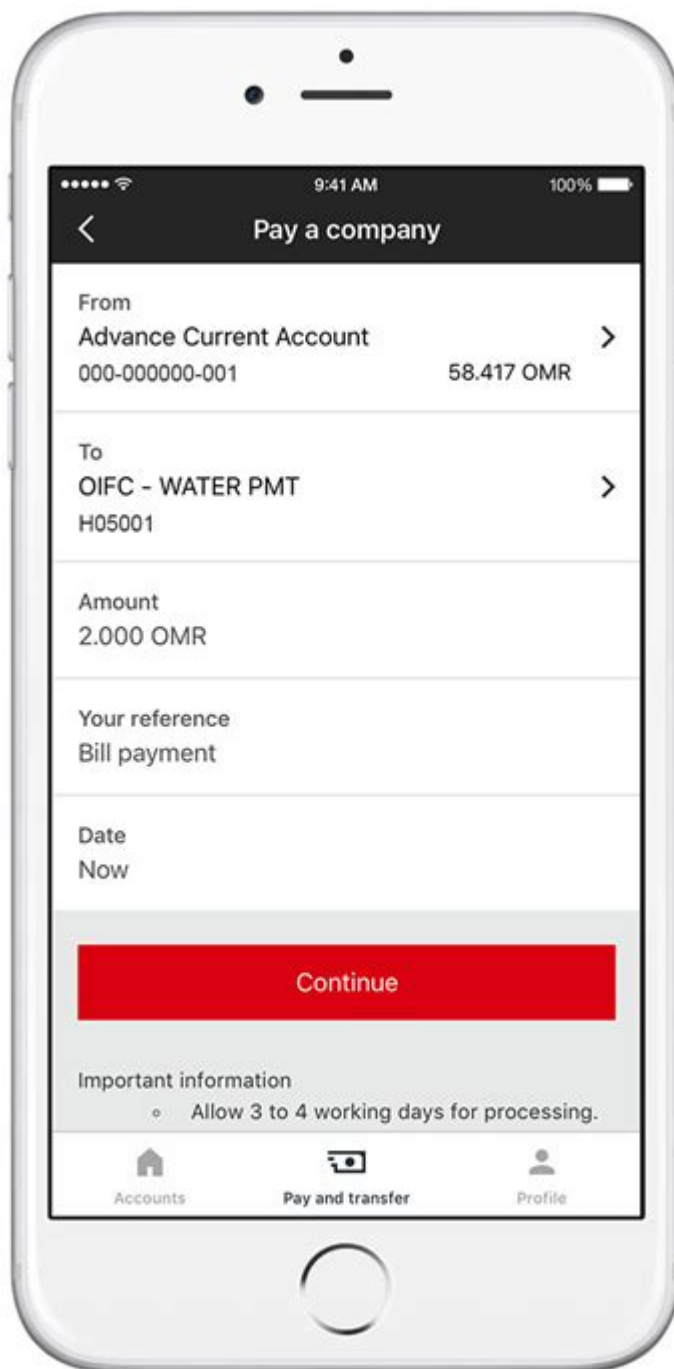 9:41 AM
100%
Pay a company
From
Advance Current Account
000-000000-001 58.417 OMR
To
OIFC - WATER PMT
H05001
Amount
2.000 OMR
Your reference
Bill payment
Date
Now
Continue
Important information
Allow 3 to 4 working days for processing.
Accounts Pay and transfer Profile